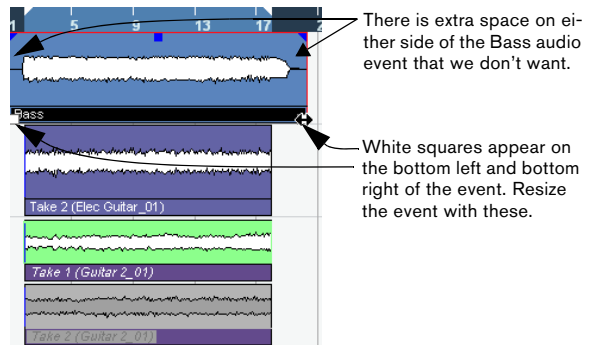 1 5 9 13 17 2
There is extra space on ei-
ther side of the Bass audio
event that we don't want.
Bass
White squares appear on
the bottom left and bottom
right of the event. Resize
the event with these.
Take 2 (Elec Guitar_01)
Take 1 (Guitar 2_01)
Take 2 (Guitar 2_01)